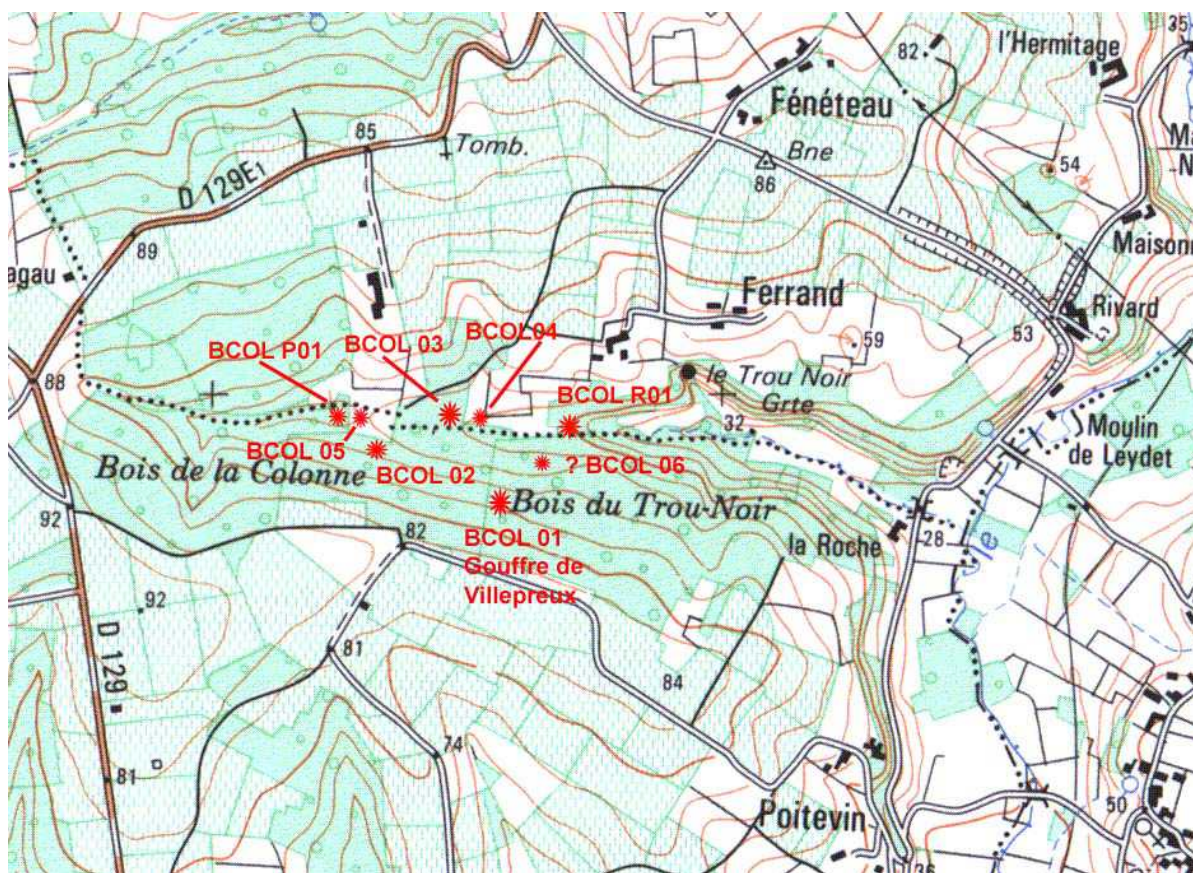 35
l'Hermitage
82
Fénéteau
85
Tomb.
Bne
86
54
D 129E1
89
Maisonn
agau
Ferrand
Rivard
53
59
BCOL P01
BCOL 03
BCOL04
88
le Trou Noir
Grte
BCOL R01
32
Moulin
de Leydet
BCOL 05
BCOL 02
? BCOL 06
Bois de la Colonne
Bois du Trou-Noir
92
82
BCOL 01
Gouffre de
Villepreux
la Roche
28
92
D 129
81
84
74
81
Poitevin
50
36